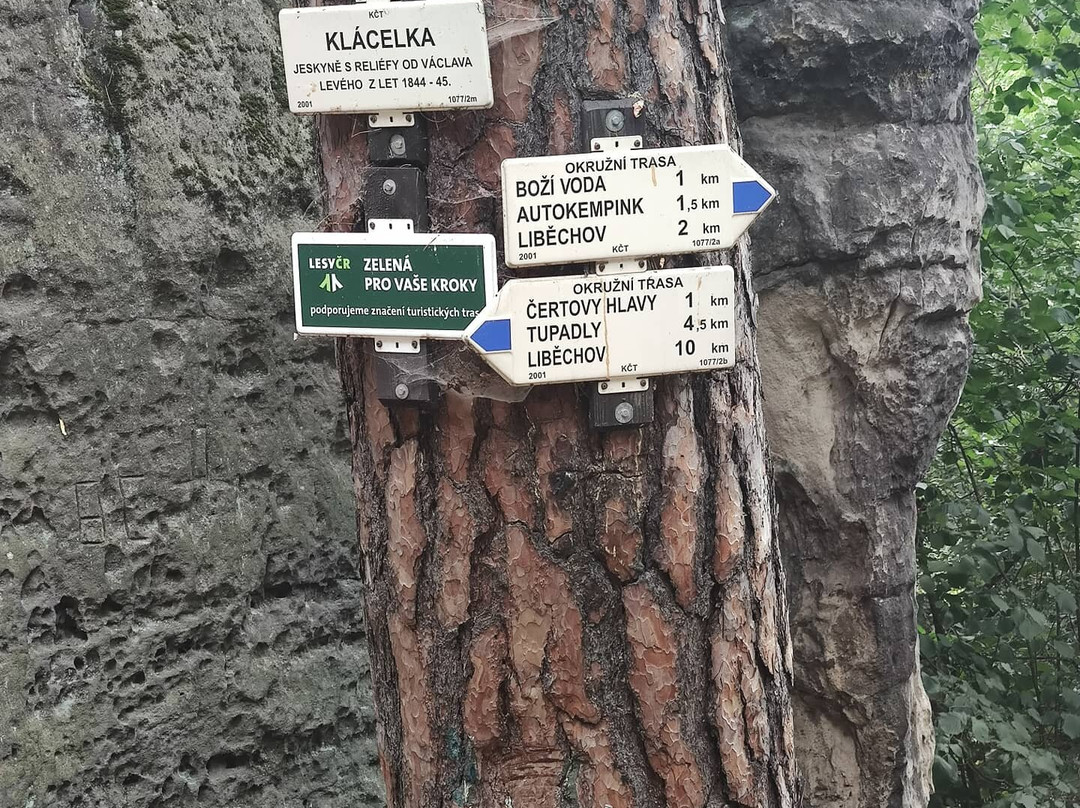 KČT
KLÁCELKA
JESKYNĚ S RELIÉFY OD VÁCLAVA
LEVÉHO Z LET 1844 - 45.
2001 1077/2m
OKRUŽNÍ TRASA
BOŽÍ VODA 1 km
AUTOKEMPINK 1,5 km
LIBĚCHOV 2 km
2001 KČT 1077/2a
LESYČR ZELENÁ
PRO VAŠE KROKY
podporujeme značení turistických tras
OKRUŽNÍ TRASA
ČERTOVY HLAVY 1 km
TUPADLY 4,5 km
LIBĚCHOV 10 km
2001 KČT 1077/2b